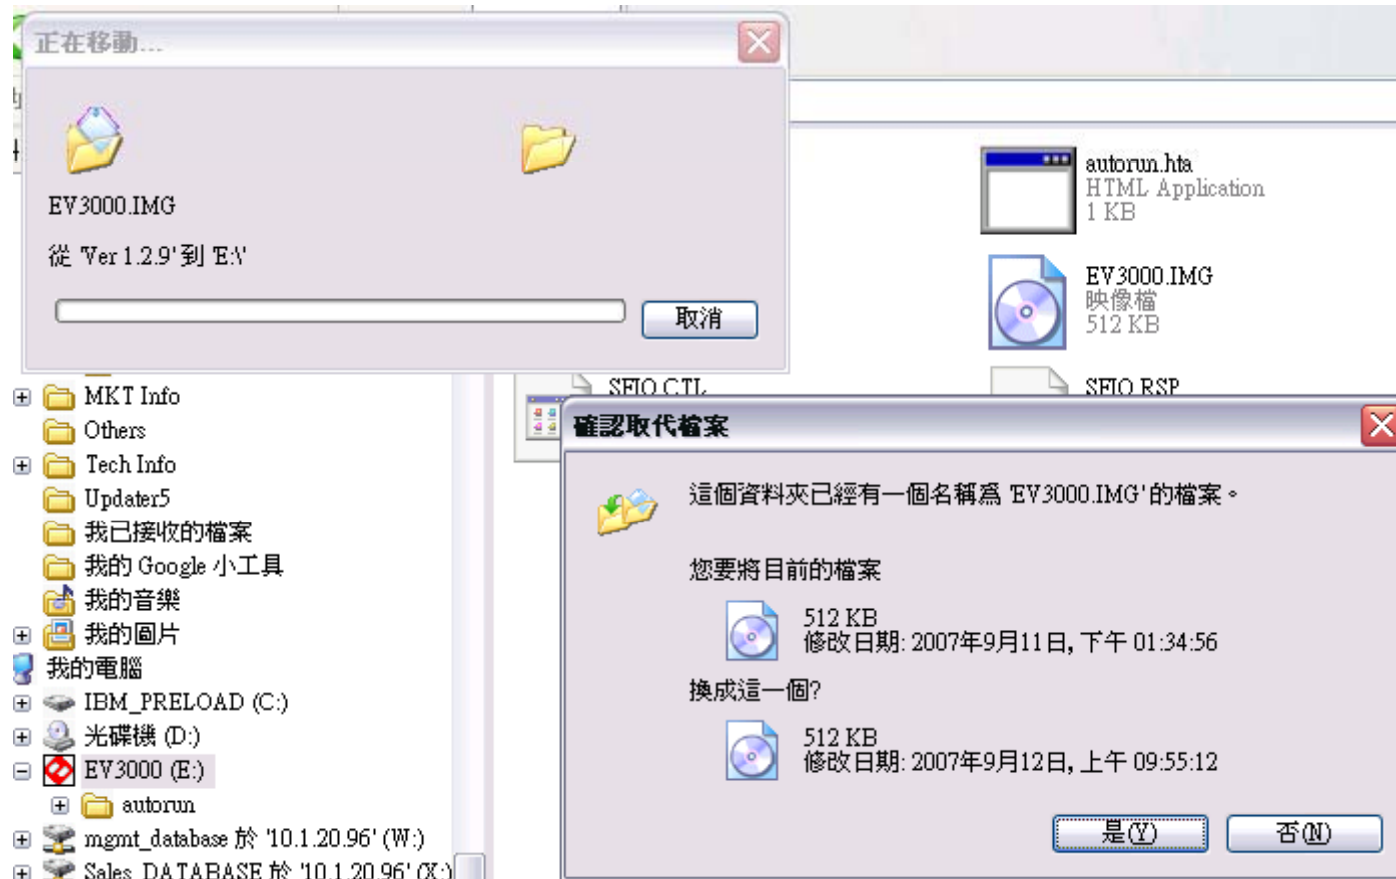 正在移動...
EV3000.IMG
從 'Ver 1.2.9' 到 'E:\'
取消
autorun.hta
HTML Application
1 KB
EV3000.IMG
映像檔
512 KB
SFIO.CTL
SFIO.RSP
MKT Info
Others
Tech Info
Updater5
我已接收的檔案
我的 Google 小工具
我的音樂
我的圖片
我的電腦
IBM_PRELOAD (C:)
光碟機 (D:)
EV3000 (E:)
autorun
mgmt_database 於 '10.1.20.96' (W:)
Sales_DATABASE 於 '10.1.20.96' (X:)
確認取代檔案
這個資料夾已經有一個名稱為 'EV3000.IMG' 的檔案。
您要將目前的檔案
512 KB
修改日期: 2007年9月11日, 下午 01:34:56
換成這一個?
512 KB
修改日期: 2007年9月12日, 上午 09:55:12
是(Y)
否(N)